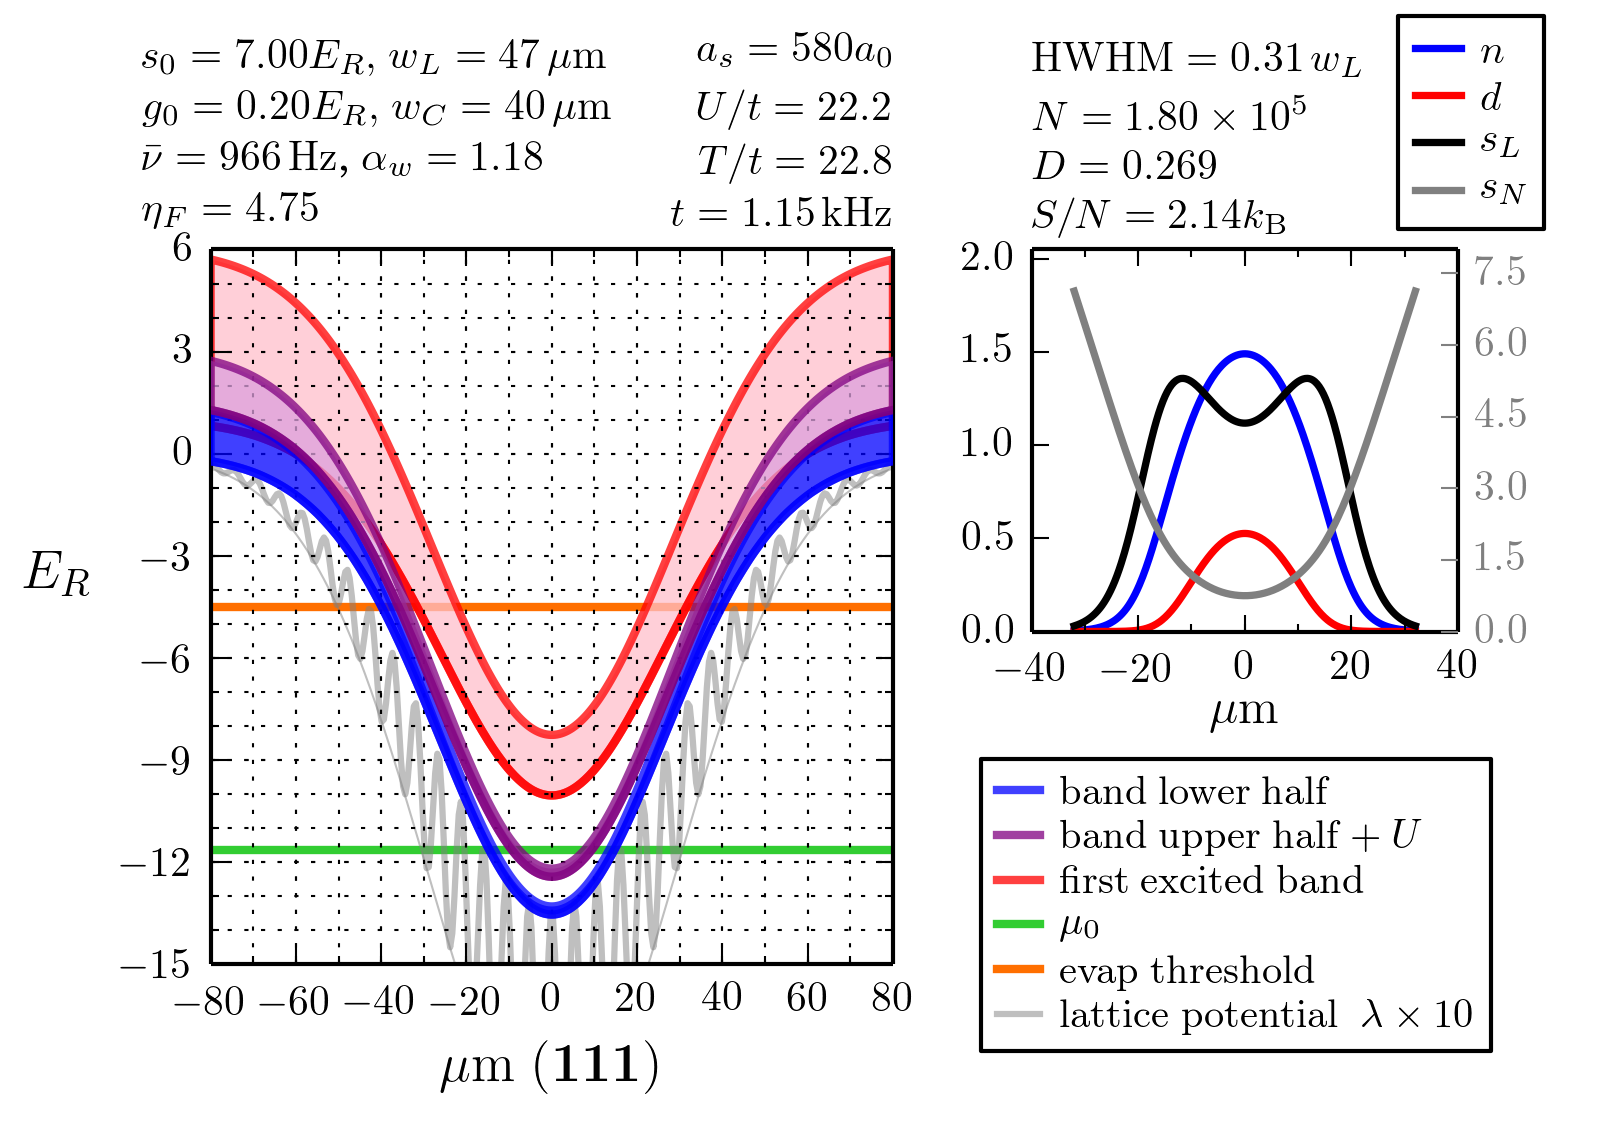 s₀ = 7.00E_R, w_L = 47 μm
g₀ = 0.20E_R, w_C = 40 μm
ν̄ = 966 Hz, α_w = 1.18
η_F = 4.75
a_s = 580a₀
U/t = 22.2
T/t = 22.8
t = 1.15 kHz
HWHM = 0.31 w_L
N = 1.80 × 10⁵
D = 0.269
S/N = 2.14k_B
n
d
s_L
s_N
E_R
6
3
0
−3
−6
−9
−12
−15
−80 −60 −40 −20 0 20 40 60 80
μm (111)
2.0
1.5
1.0
0.5
0.0
7.5
6.0
4.5
3.0
1.5
0.0
−40 −20 0 20 40
μm
band lower half
band upper half + U
first excited band
μ₀
evap threshold
lattice potential λ × 10